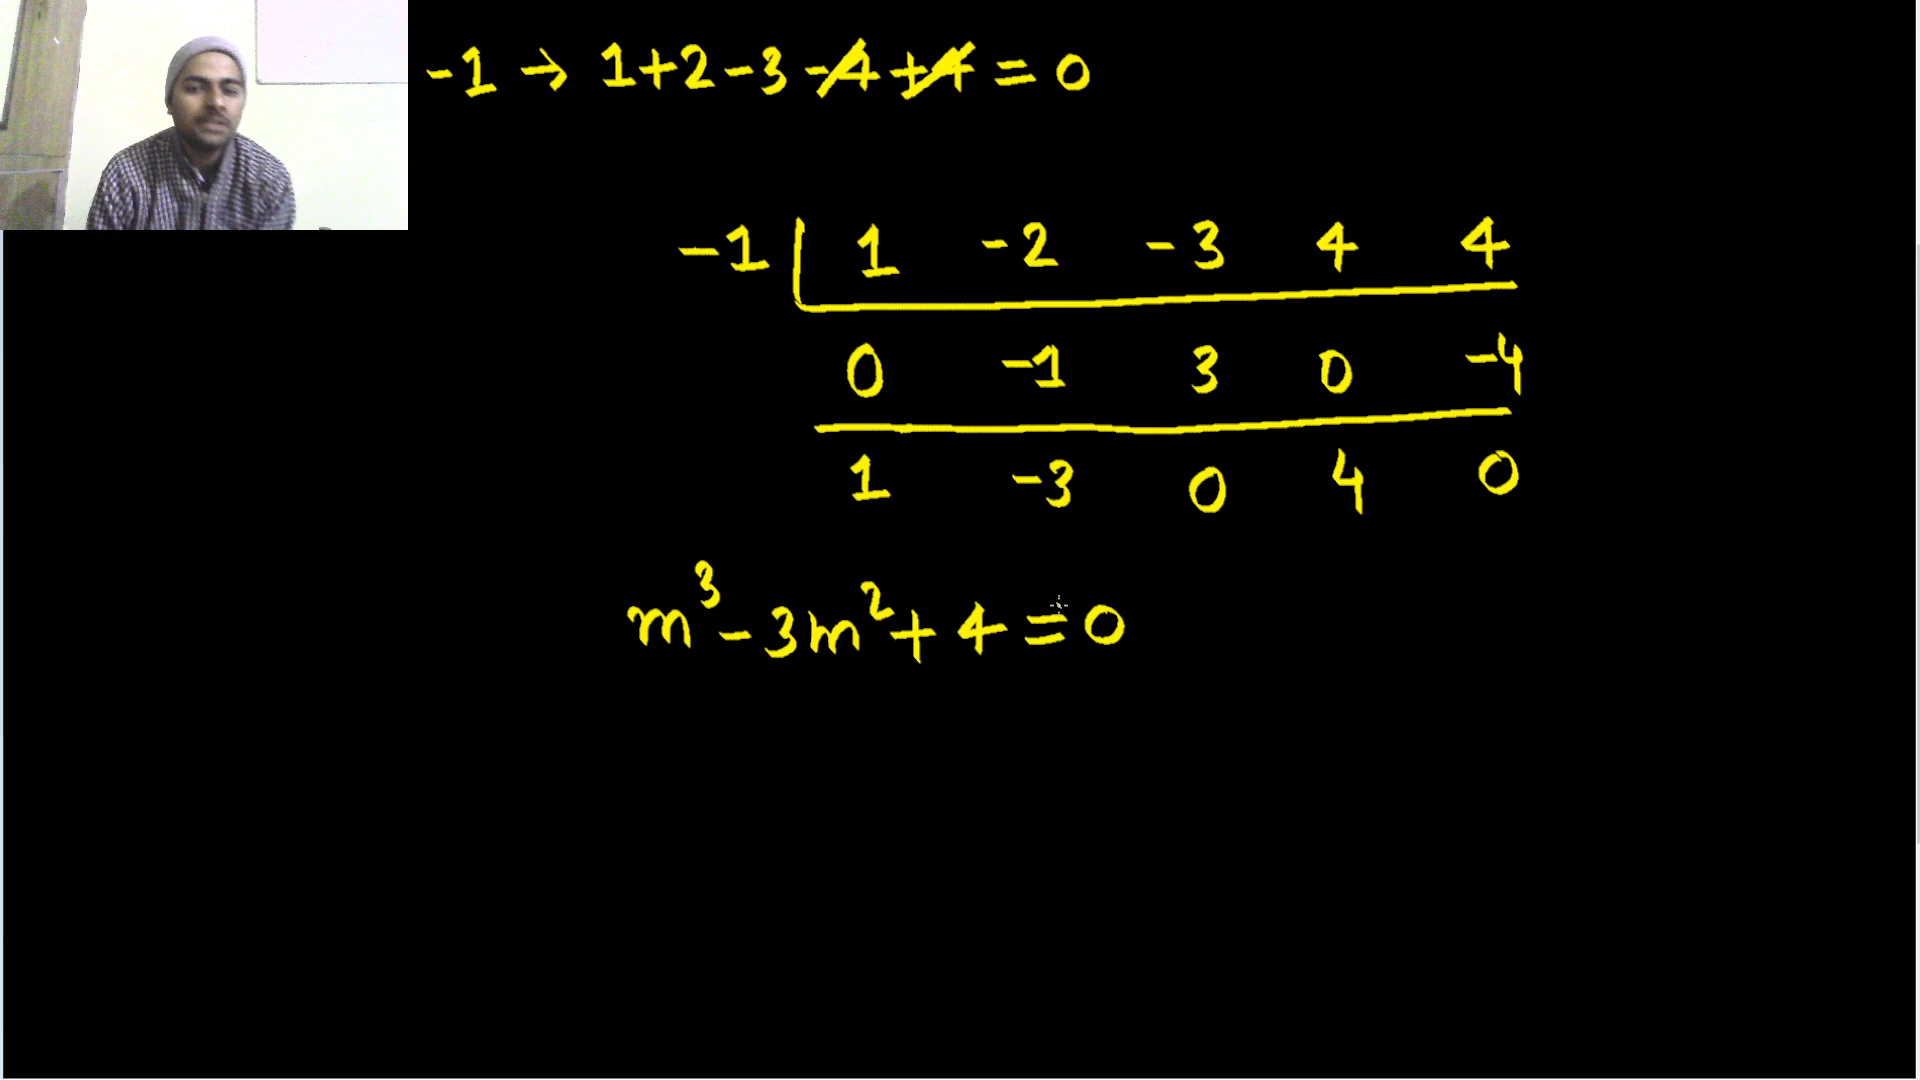 -1 → 1+2-3-4+4 = 0
-1 1 -2 -3 4 4
0 -1 3 0 -4
1 -3 0 4 0
m³-3m²+4=0